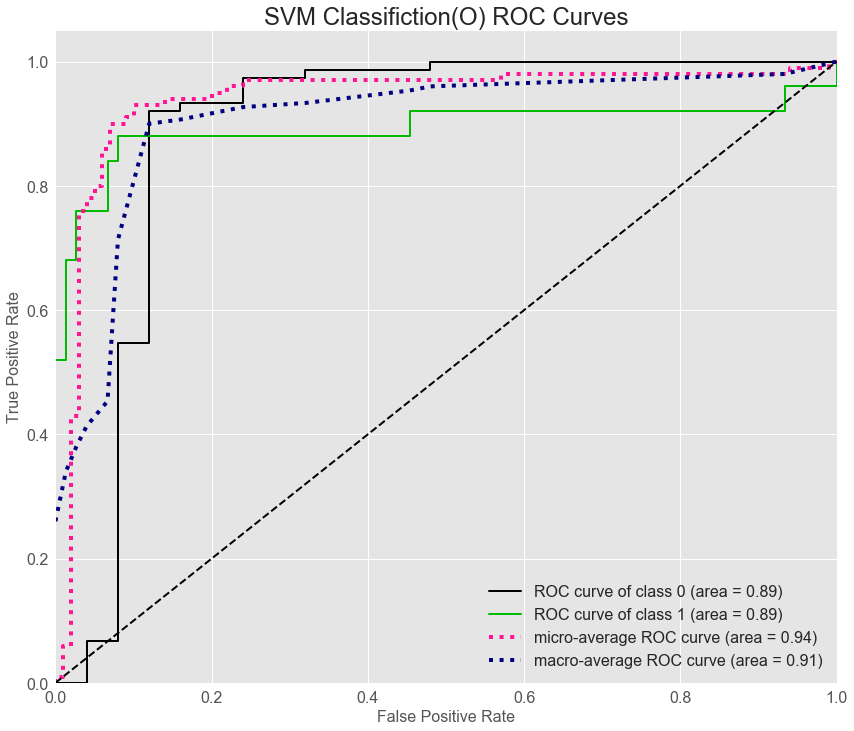 SVM Classifiction(O) ROC Curves
True Positive Rate
1.0
0.8
0.6
0.4
0.2
0.0
ROC curve of class 0 (area = 0.89)
ROC curve of class 1 (area = 0.89)
micro-average ROC curve (area = 0.94)
macro-average ROC curve (area = 0.91)
0.0 0.2 0.4 0.6 0.8 1.0
False Positive Rate